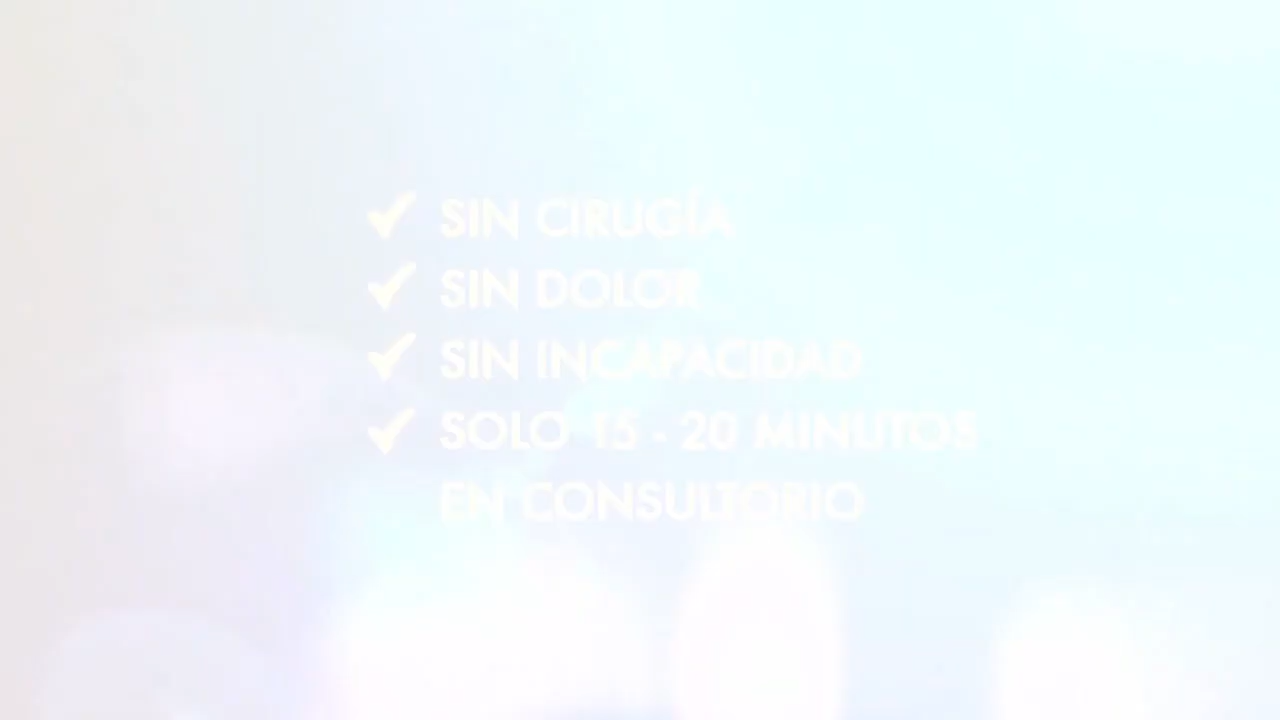 ✔ SIN CIRUGÍA
✔ SIN DOLOR
✔ SIN INCAPACIDAD
✔ SOLO 15 - 20 MINUTOS
EN CONSULTORIO